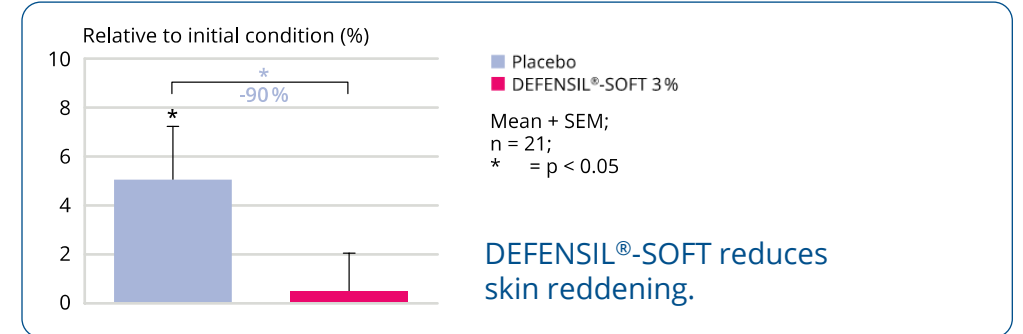 Relative to initial condition (%)
10
8
6
4
2
0
*
-90 %
*
Placebo
DEFENSIL®-SOFT 3 %
Mean + SEM;
n = 21;
* = p < 0.05
DEFENSIL®-SOFT reduces
skin reddening.